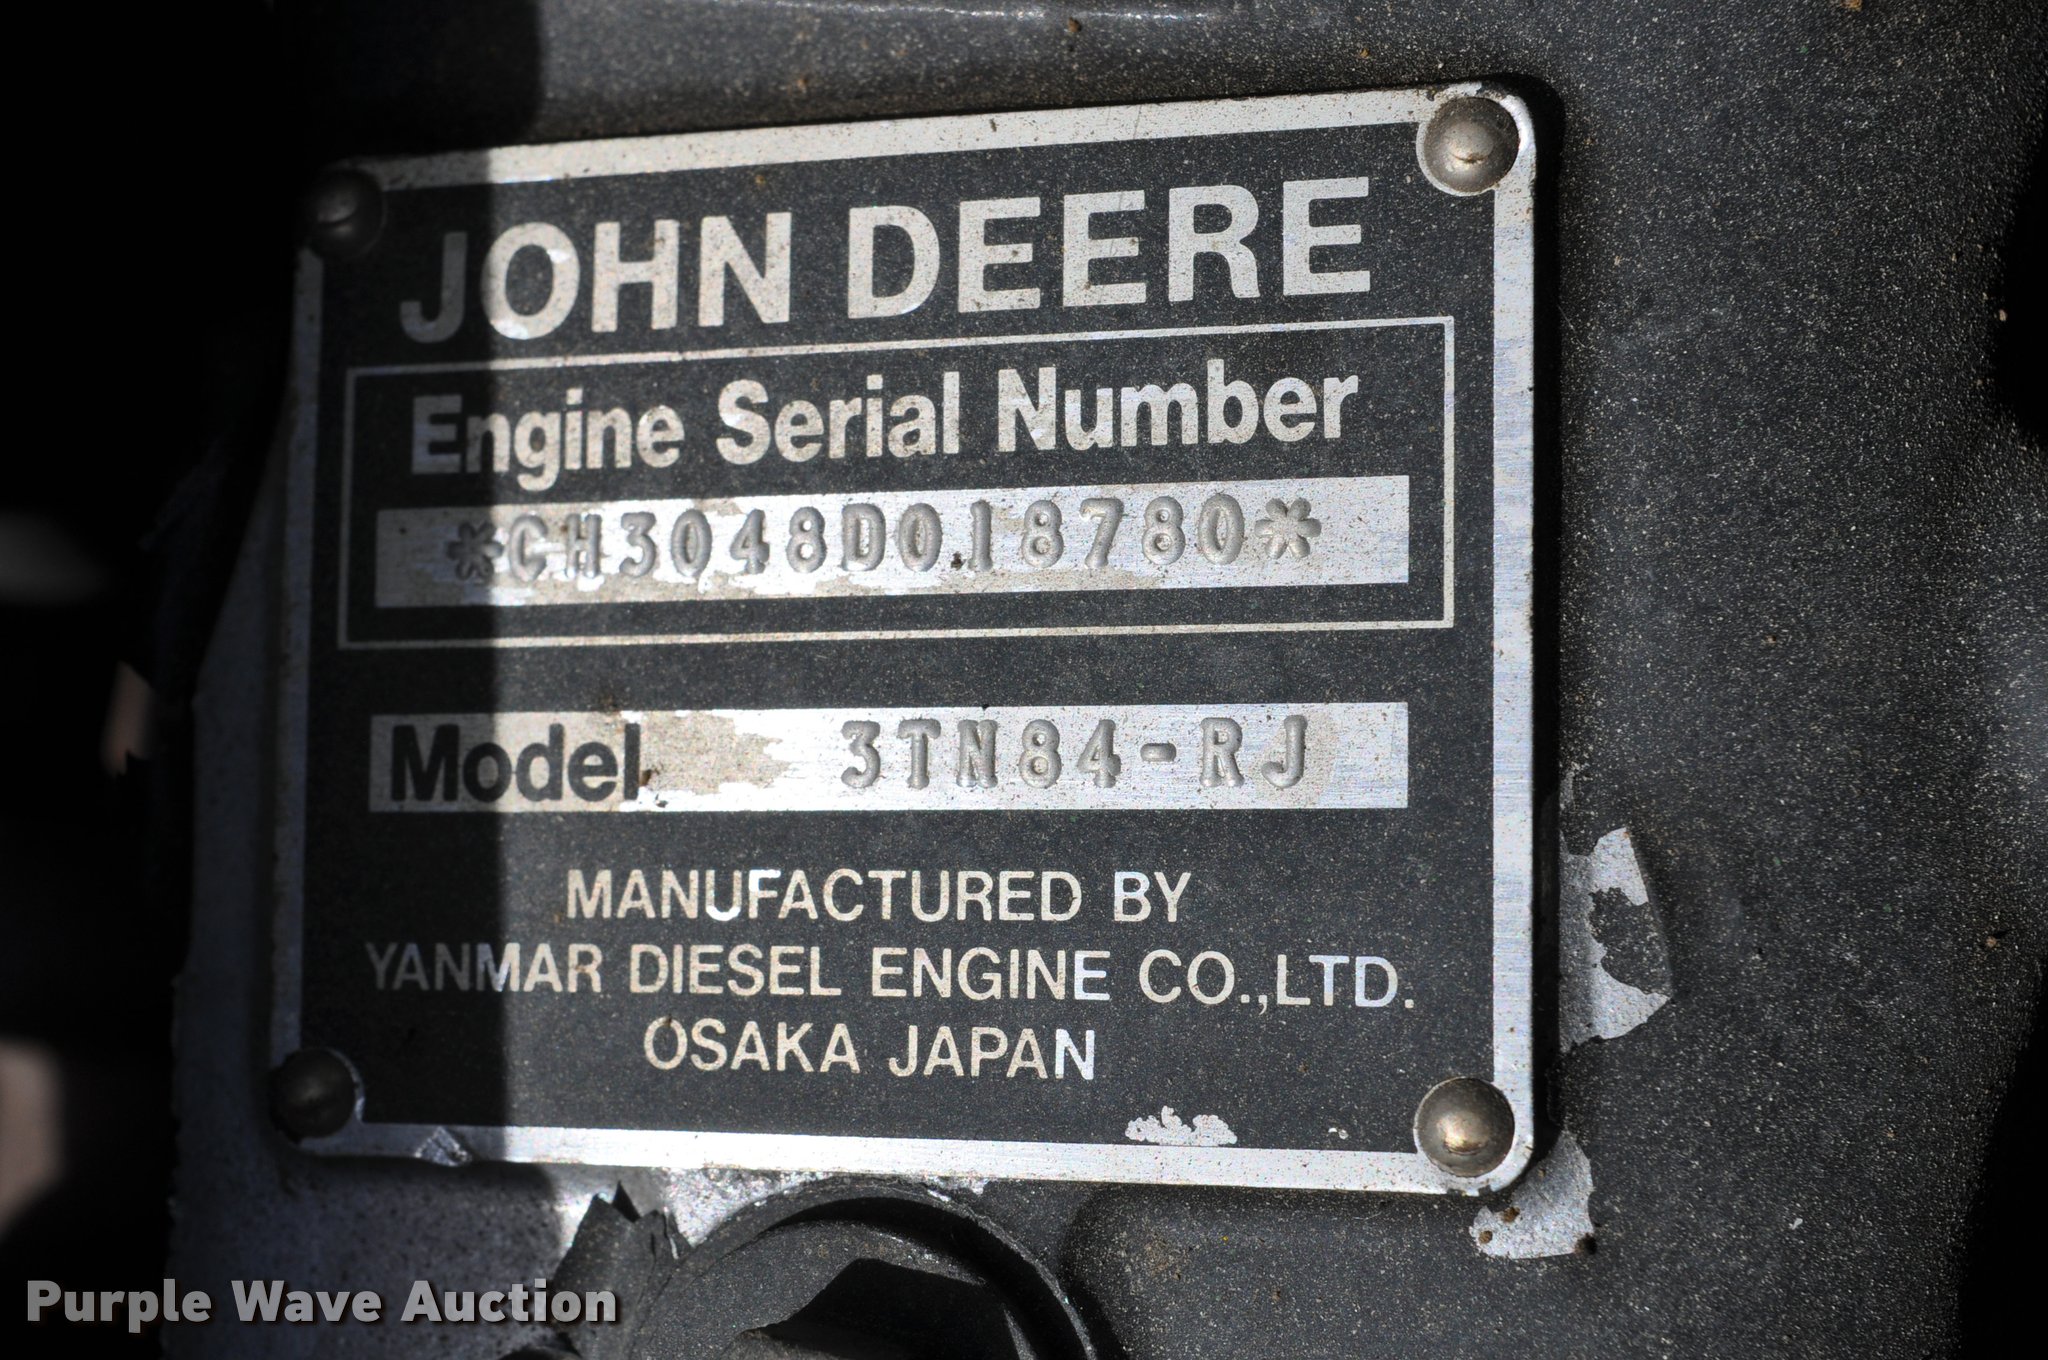 JOHN DEERE
Engine Serial Number
*CH3048D018780*
Model 3TN84-RJ
MANUFACTURED BY
YANMAR DIESEL ENGINE CO.,LTD.
OSAKA JAPAN
Purple Wave Auction